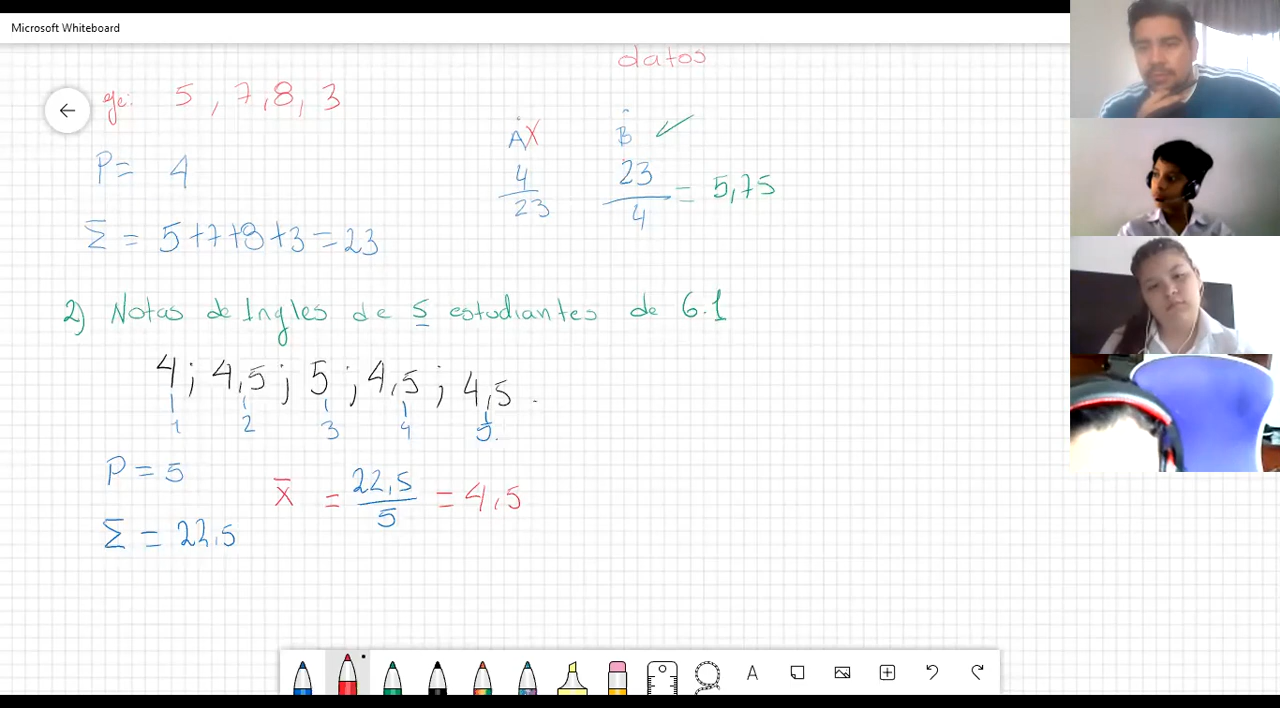 Microsoft Whiteboard
datos
ge: 5, 7, 8, 3
A X B ✓
P = 4
4/23 23/4 = 5,75
Σ = 5+7+8+3 = 23
2) Notas de Ingles de 5 estudiantes de 6.1
4; 4,5; 5; 4,5; 4,5.
1 2 3 4 5.
P = 5
x̅ = 22,5/5 = 4,5
Σ = 22,5
A